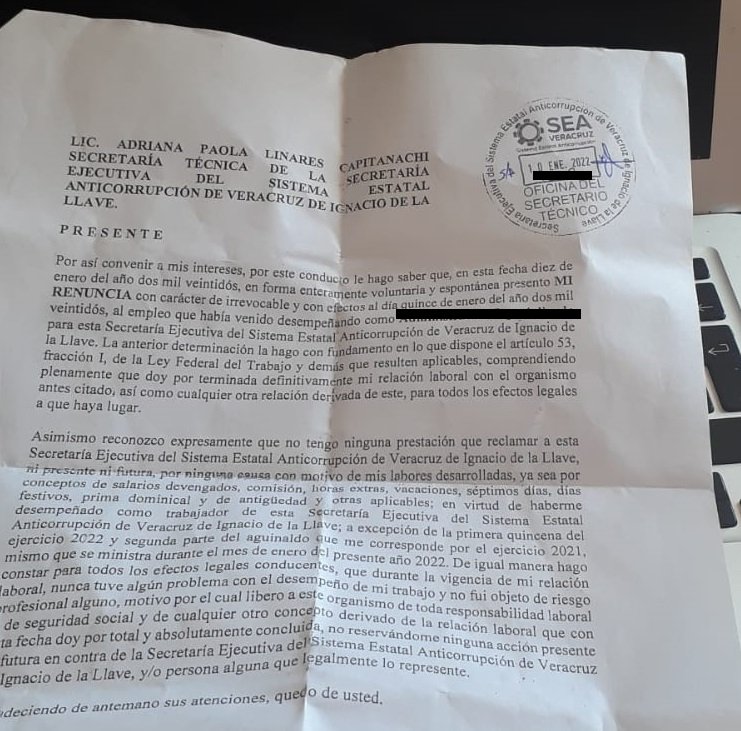 LIC. ADRIANA PAOLA LINARES CAPITANACHI
SECRETARÍA TÉCNICA DE LA SECRETARÍA
EJECUTIVA DEL SISTEMA ESTATAL
ANTICORRUPCIÓN DE VERACRUZ DE IGNACIO DE LA
LLAVE.
Secretaría Ejecutiva del Sistema Estatal Anticorrupción de Veracruz de Ignacio de la Llave
SEA
VERACRUZ
Sistema Estatal Anticorrupción
10 ENE. 2022
OFICINA DEL
SECRETARIO
TÉCNICO
PRESENTE
Por así convenir a mis intereses, por este conducto le hago saber que, en esta fecha diez de
enero del año dos mil veintidós, en forma enteramente voluntaria y espontánea presento MI
RENUNCIA con carácter de irrevocable y con efectos al día quince de enero del año dos mil
veintidós, al empleo que había venido desempeñando como
para esta Secretaría Ejecutiva del Sistema Estatal Anticorrupción de Veracruz de Ignacio de
la Llave. La anterior determinación la hago con fundamento en lo que dispone el artículo 53,
fracción I, de la Ley Federal del Trabajo y demás que resulten aplicables, comprendiendo
plenamente que doy por terminada definitivamente mi relación laboral con el organismo
antes citado, así como cualquier otra relación derivada de este, para todos los efectos legales
a que haya lugar.
Asimismo reconozco expresamente que no tengo ninguna prestación que reclamar a esta
Secretaría Ejecutiva del Sistema Estatal Anticorrupción de Veracruz de Ignacio de la Llave,
ni presente ni futura, por ninguna causa con motivo de mis labores desarrolladas, ya sea por
conceptos de salarios devengados, comisión, horas extras, vacaciones, séptimos días, días
festivos, prima dominical y de antigüedad y otras aplicables; en virtud de haberme
desempeñado como trabajador de esta Secretaría Ejecutiva del Sistema Estatal
Anticorrupción de Veracruz de Ignacio de la Llave; a excepción de la primera quincena del
ejercicio 2022 y segunda parte del aguinaldo que me corresponde por el ejercicio 2021,
mismo que se ministra durante el mes de enero del presente año 2022. De igual manera hago
constar para todos los efectos legales conducentes, que durante la vigencia de mi relación
laboral, nunca tuve algún problema con el desempeño de mi trabajo y no fui objeto de riesgo
rofesional alguno, motivo por el cual libero a este organismo de toda responsabilidad laboral
de seguridad social y de cualquier otro concepto derivado de la relación laboral que con
ta fecha doy por total y absolutamente concluida, no reservándome ninguna acción presente
futura en contra de la Secretaría Ejecutiva del Sistema Estatal Anticorrupción de Veracruz
Ignacio de la Llave, y/o persona alguna que legalmente lo represente.
adeciendo de antemano sus atenciones, quedo de usted.